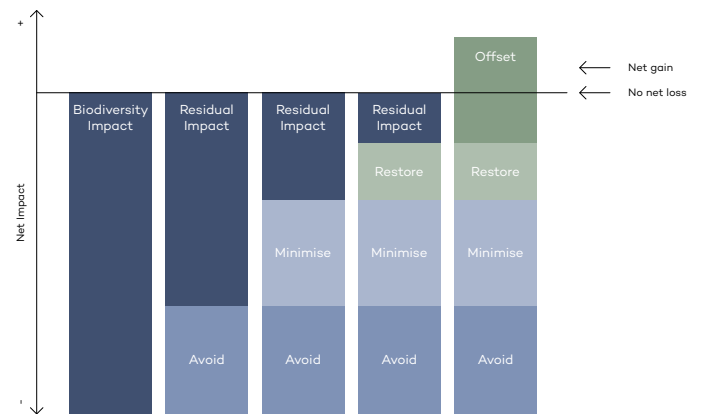 +
Net Impact
-
Biodiversity
Impact
Residual
Impact
Avoid
Residual
Impact
Minimise
Avoid
Residual
Impact
Restore
Minimise
Avoid
Offset
Restore
Minimise
Avoid
Net gain
No net loss